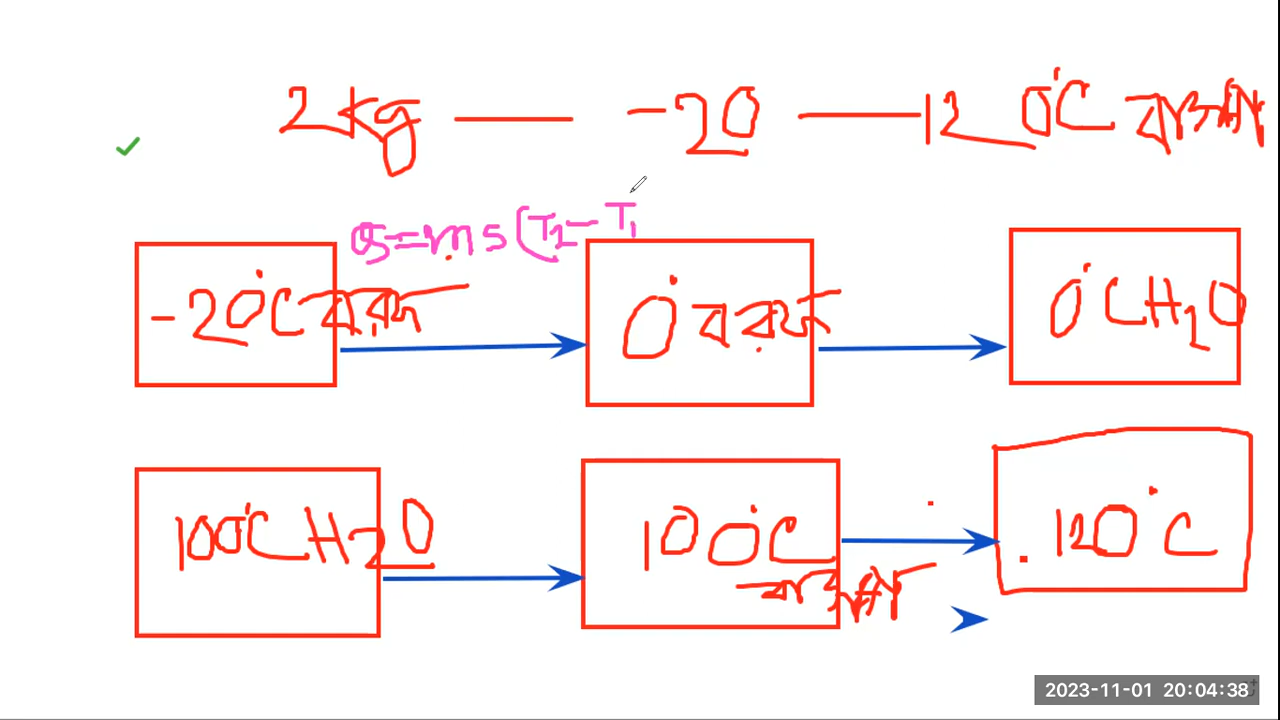 2kg — -20 — 120°C
Q=ms(T₂-T₁
-20°C বরফ
0° বরফ
0°C H₂O
100°C H₂O
100°C
120°C
2023-11-01 20:04:38